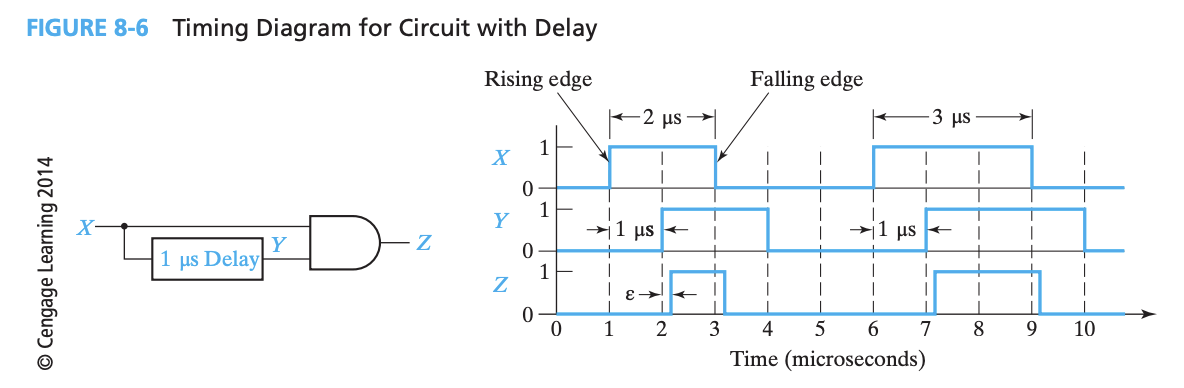 FIGURE 8-6 Timing Diagram for Circuit with Delay
© Cengage Learning 2014
X
1 μs Delay
Y
Z
Rising edge
Falling edge
2 μs
3 μs
X
1
0
Y
1
0
1 μs
1 μs
Z
1
0
ε
0 1 2 3 4 5 6 7 8 9 10
Time (microseconds)